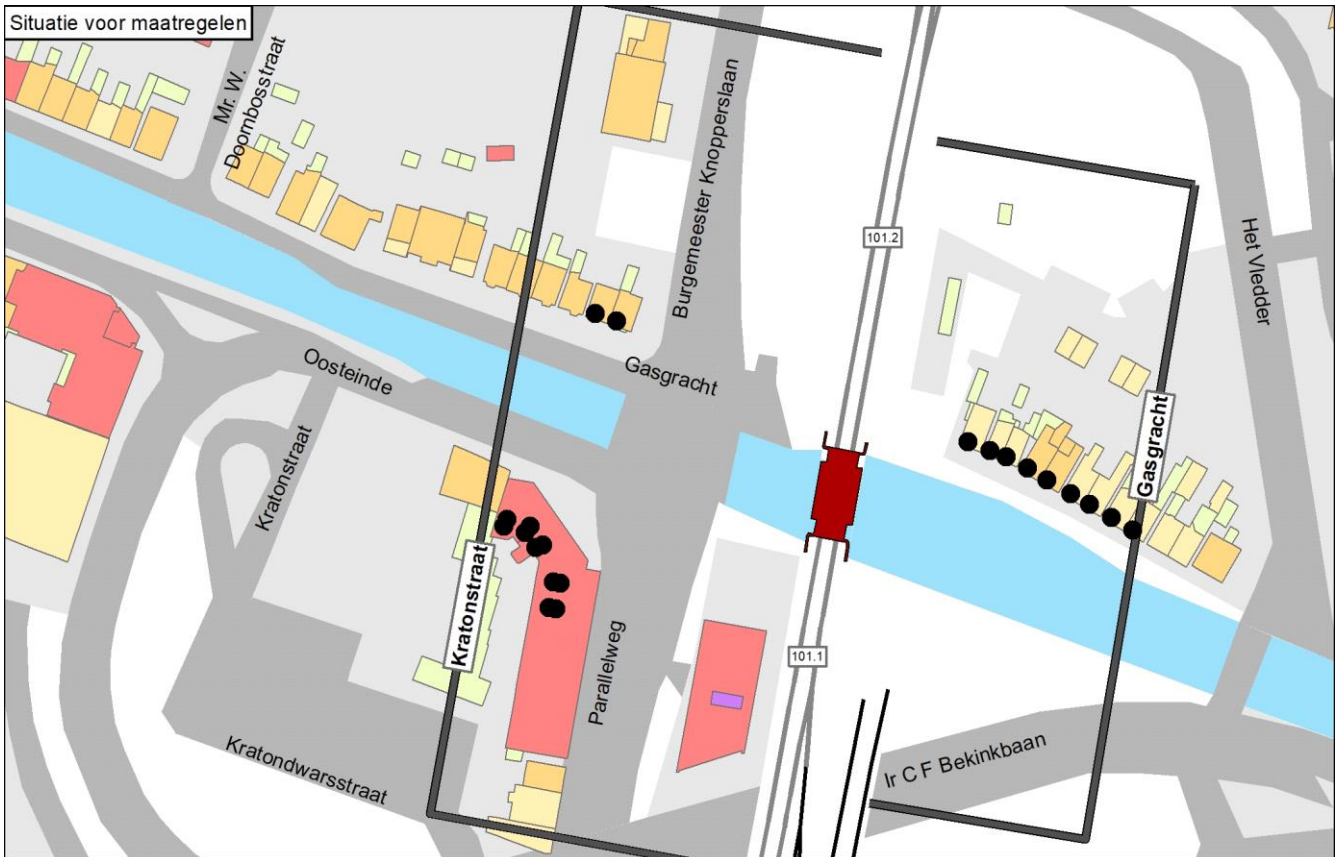 Situatie voor maatregelen
Mr. W.
Doornbosstraat
Burgemeester Knopperslaan
101.2
Het Vledder
Gasgracht
Oosteinde
Gasgracht
Kratonstraat
Kratonstraat
Parallelweg
101.1
Kratondwarsstraat
Ir C F Bekinkbaan